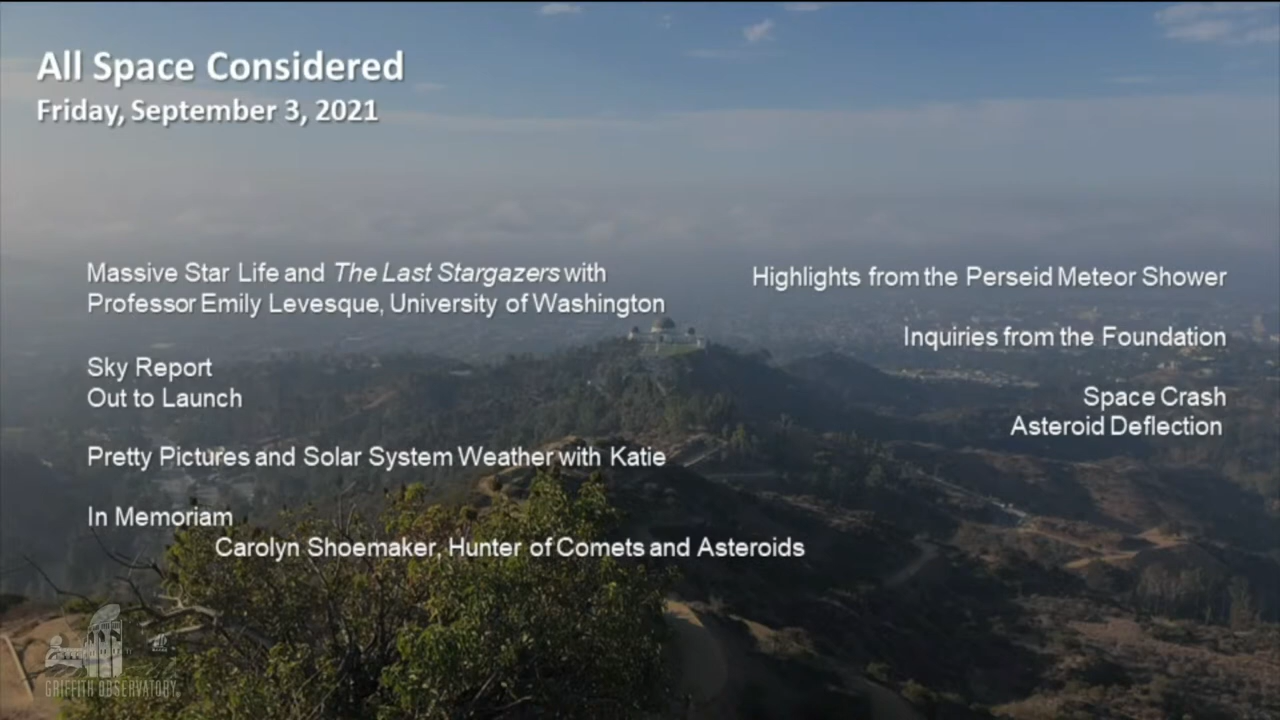 All Space Considered
Friday, September 3, 2021
Massive Star Life and The Last Stargazers with
Professor Emily Levesque, University of Washington
Sky Report
Out to Launch
Pretty Pictures and Solar System Weather with Katie
In Memoriam
Carolyn Shoemaker, Hunter of Comets and Asteroids
Highlights from the Perseid Meteor Shower
Inquiries from the Foundation
Space Crash
Asteroid Deflection
GRIFFITH OBSERVATORY